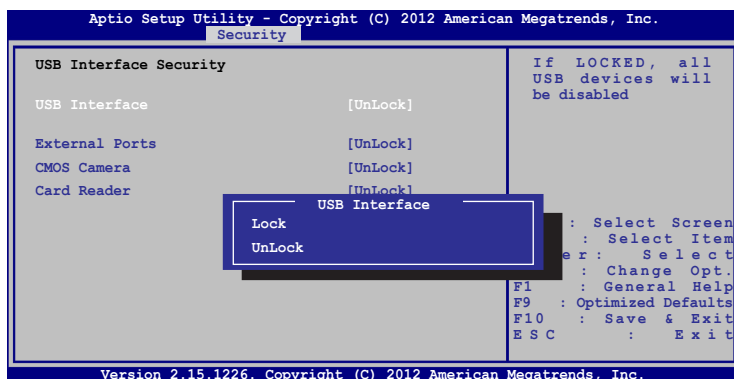 Aptio Setup Utility - Copyright (C) 2012 American Megatrends, Inc.
Security
USB Interface Security
USB Interface [UnLock]
External Ports [UnLock]
CMOS Camera [UnLock]
Card Reader [UnLock]
USB Interface
Lock
UnLock
If LOCKED, all
USB devices will
be disabled
: Select Screen
: Select Item
er: Select
: Change Opt.
F1 : General Help
F9 : Optimized Defaults
F10 : Save & Exit
ESC : Exit
Version 2.15.1226. Copyright (C) 2012 American Megatrends, Inc.